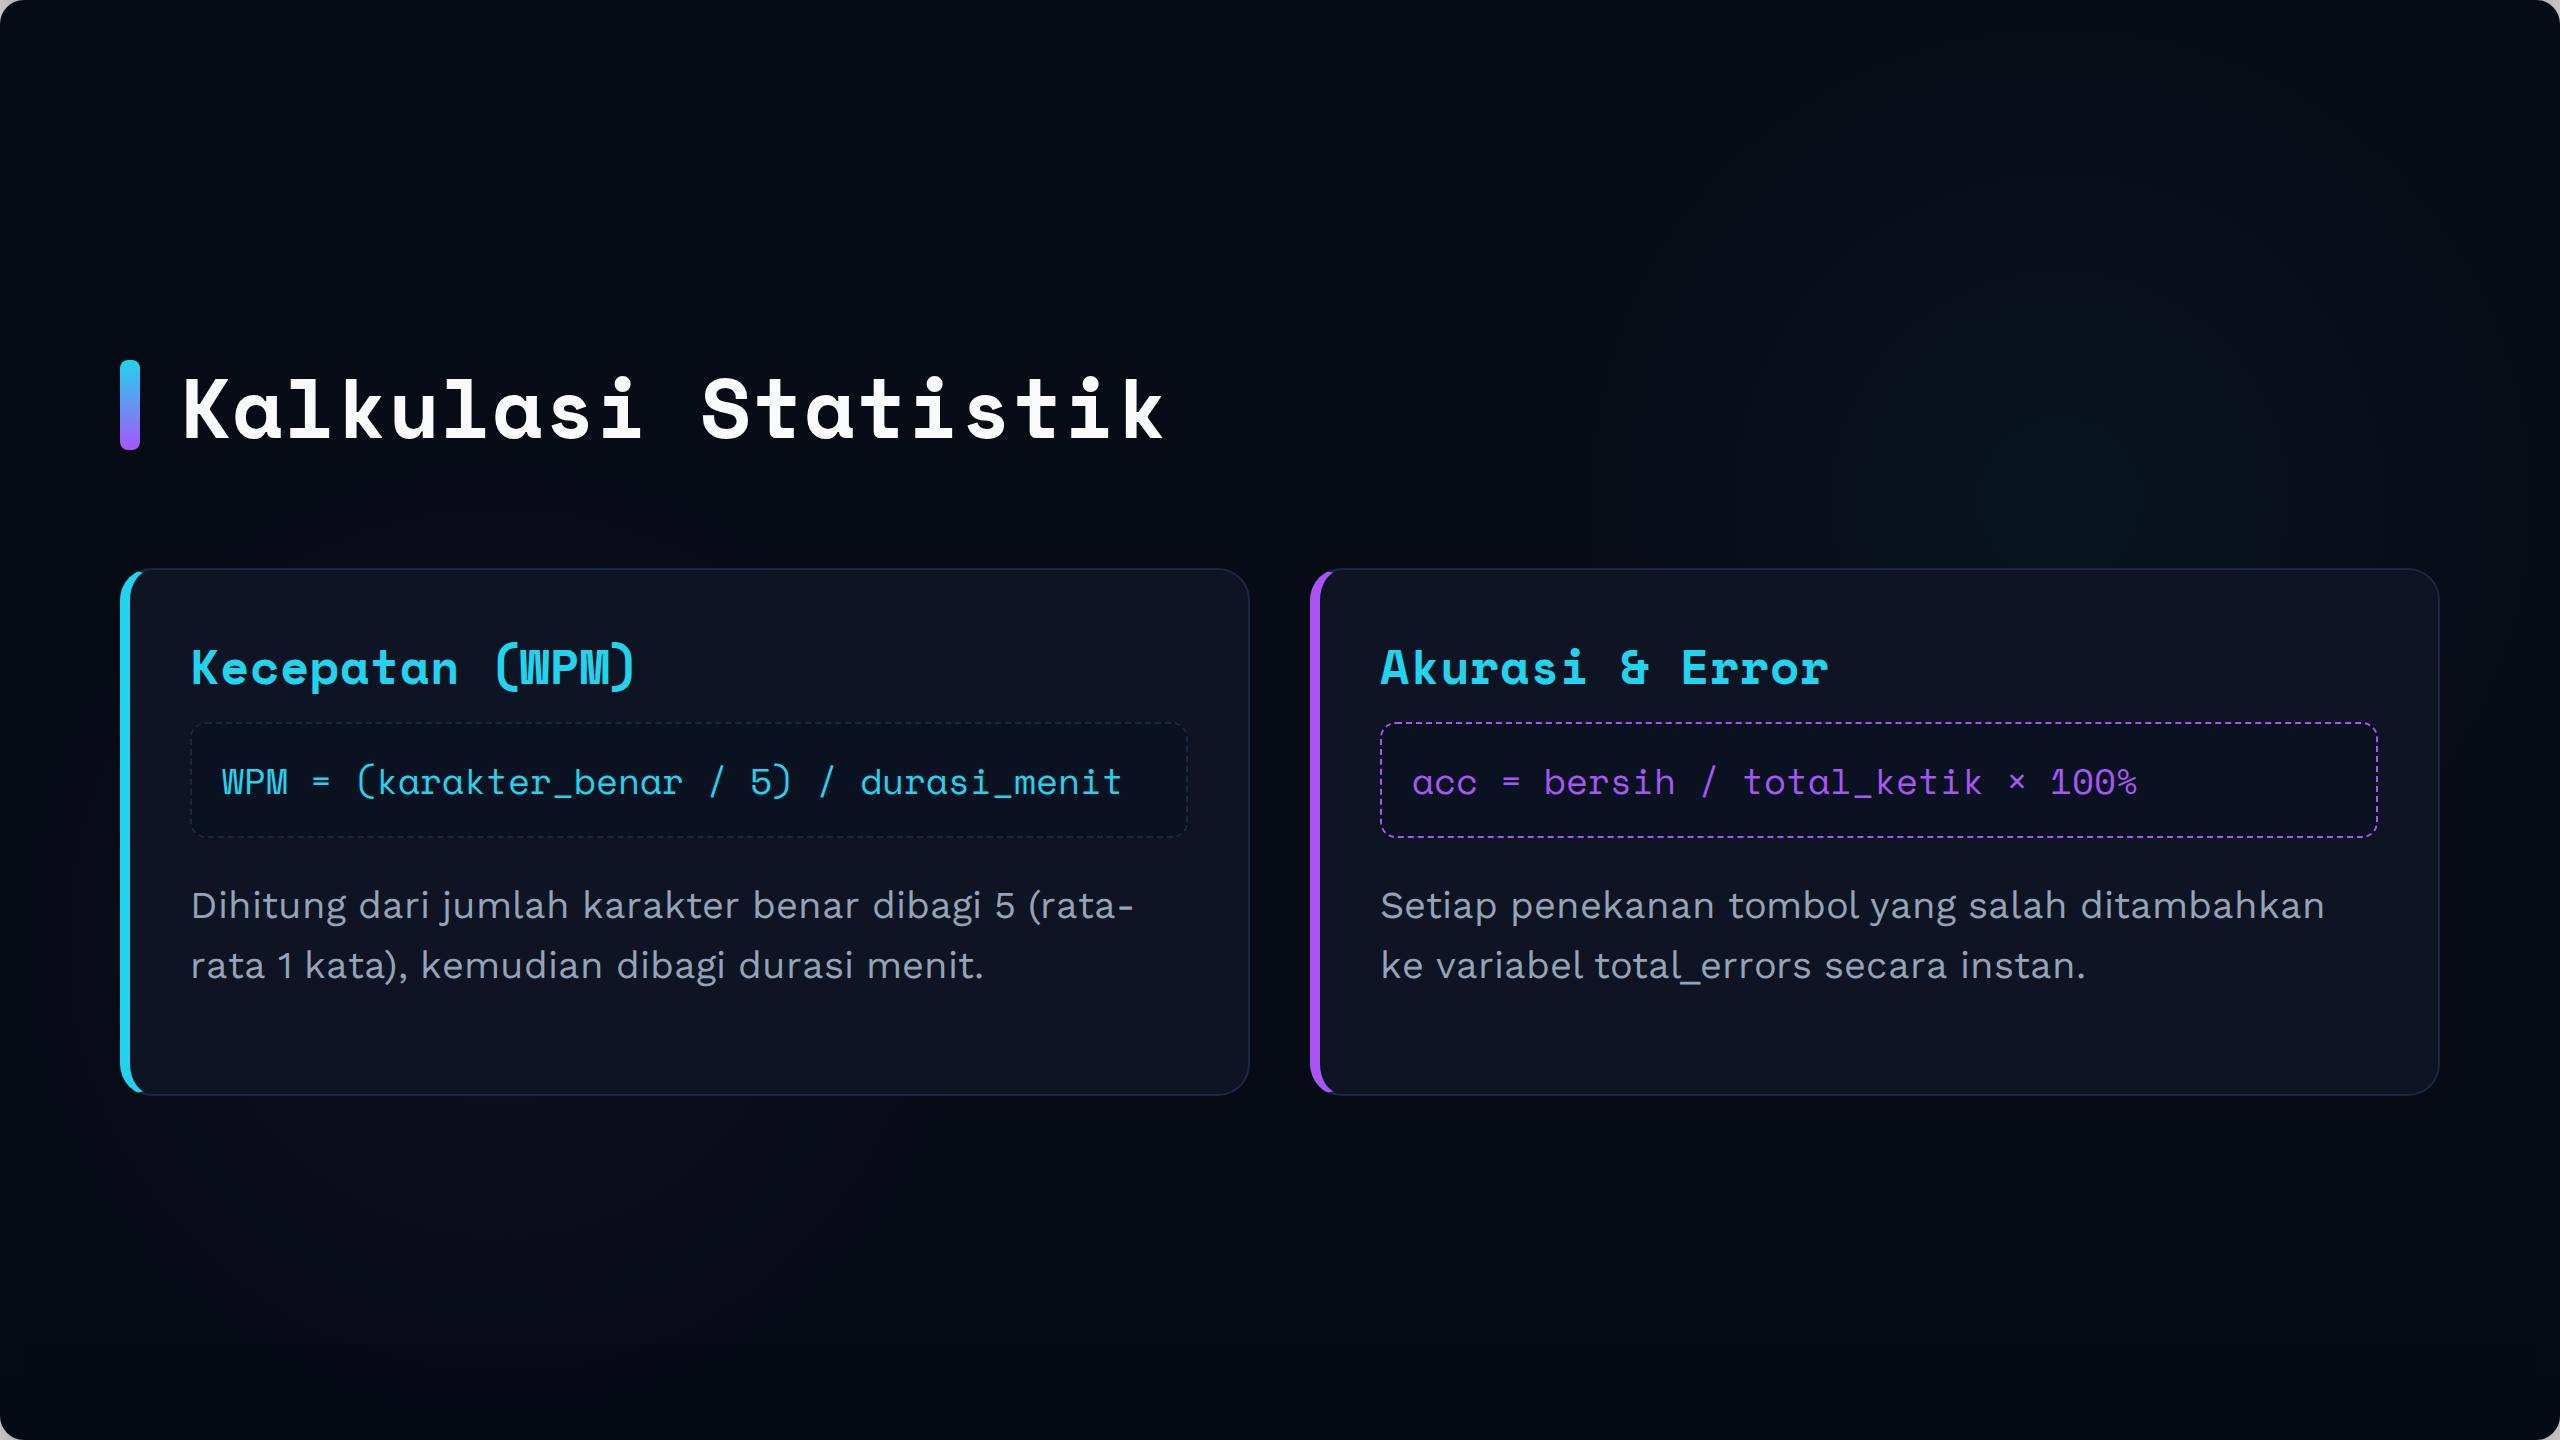 Kalkulasi Statistik
Kecepatan (WPM)
WPM = (karakter_benar / 5) / durasi_menit
Dihitung dari jumlah karakter benar dibagi 5 (rata-
rata 1 kata), kemudian dibagi durasi menit.
Akurasi & Error
acc = bersih / total_ketik × 100%
Setiap penekanan tombol yang salah ditambahkan
ke variabel total_errors secara instan.